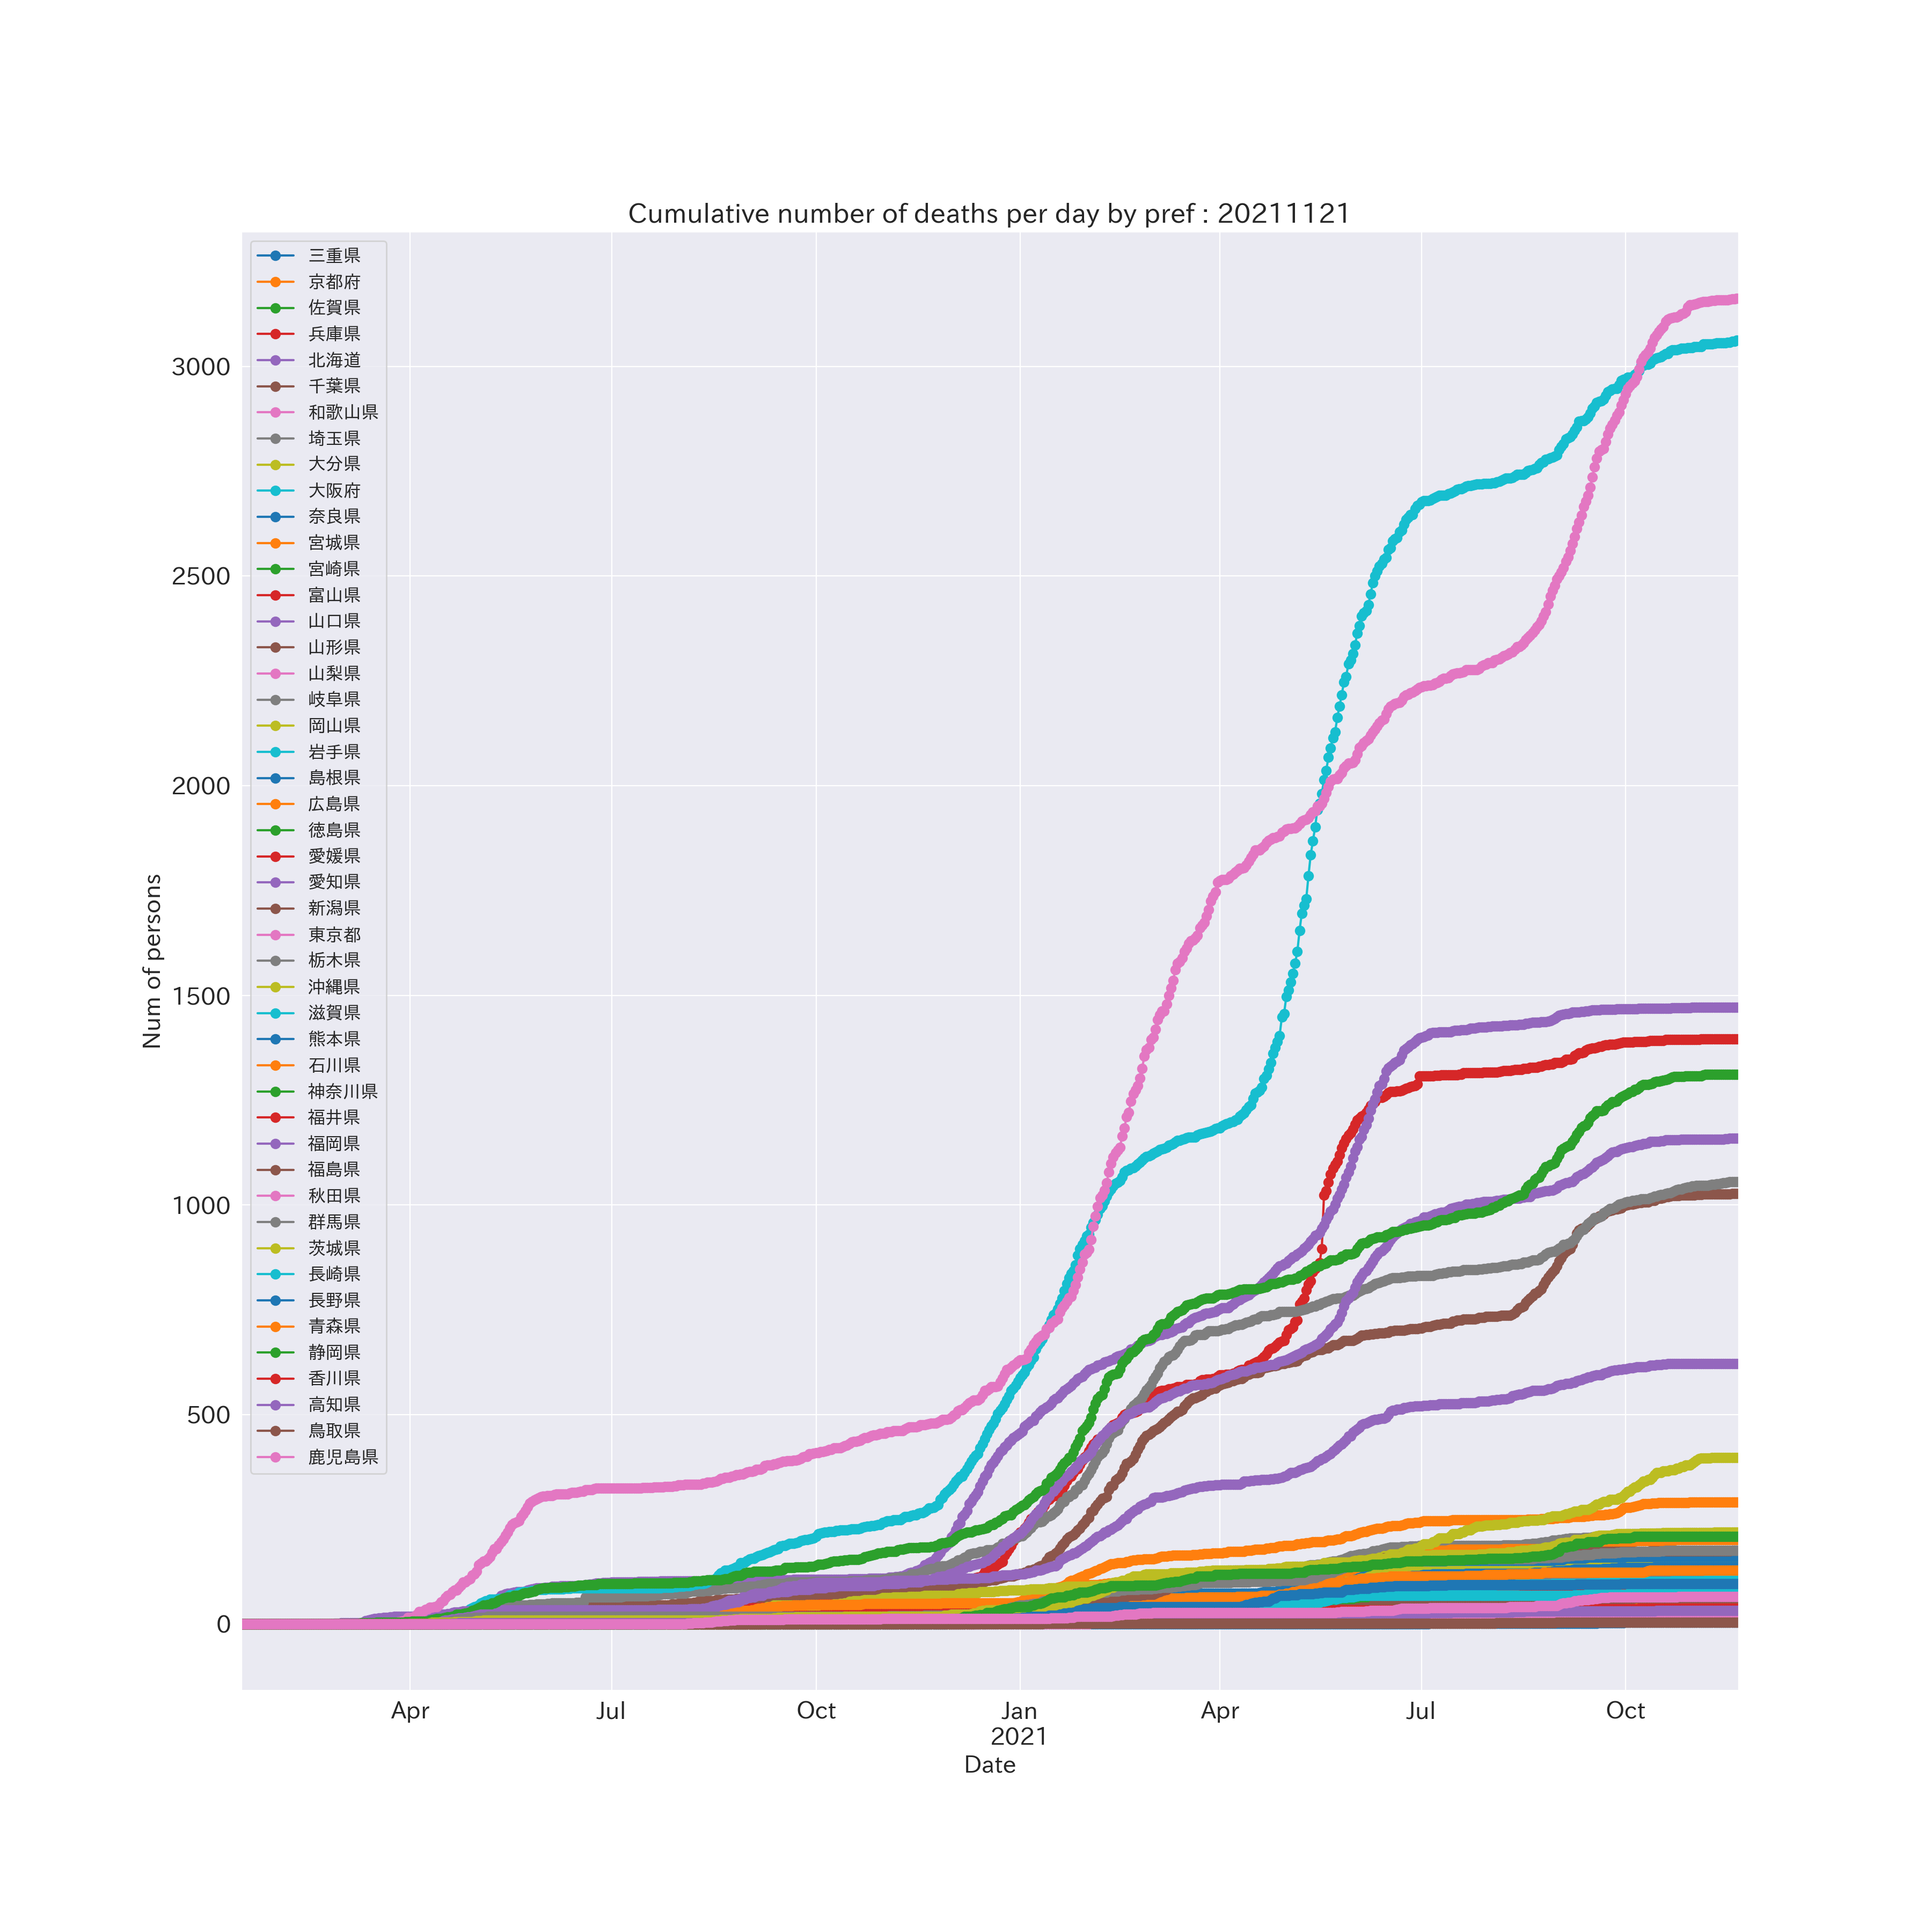 Cumulative number of deaths per day by pref : 20211121
三重県
京都府
佐賀県
兵庫県
北海道
千葉県
和歌山県
埼玉県
大分県
大阪府
奈良県
宮城県
宮崎県
富山県
山口県
山形県
山梨県
岐阜県
岡山県
岩手県
島根県
広島県
徳島県
愛媛県
愛知県
新潟県
東京都
栃木県
沖縄県
滋賀県
熊本県
石川県
神奈川県
福井県
福岡県
福島県
秋田県
群馬県
茨城県
長崎県
長野県
青森県
静岡県
香川県
高知県
鳥取県
鹿児島県
Num of persons
3000
2500
2000
1500
1000
500
0
Apr Jul Oct Jan Apr Jul Oct
2021
Date